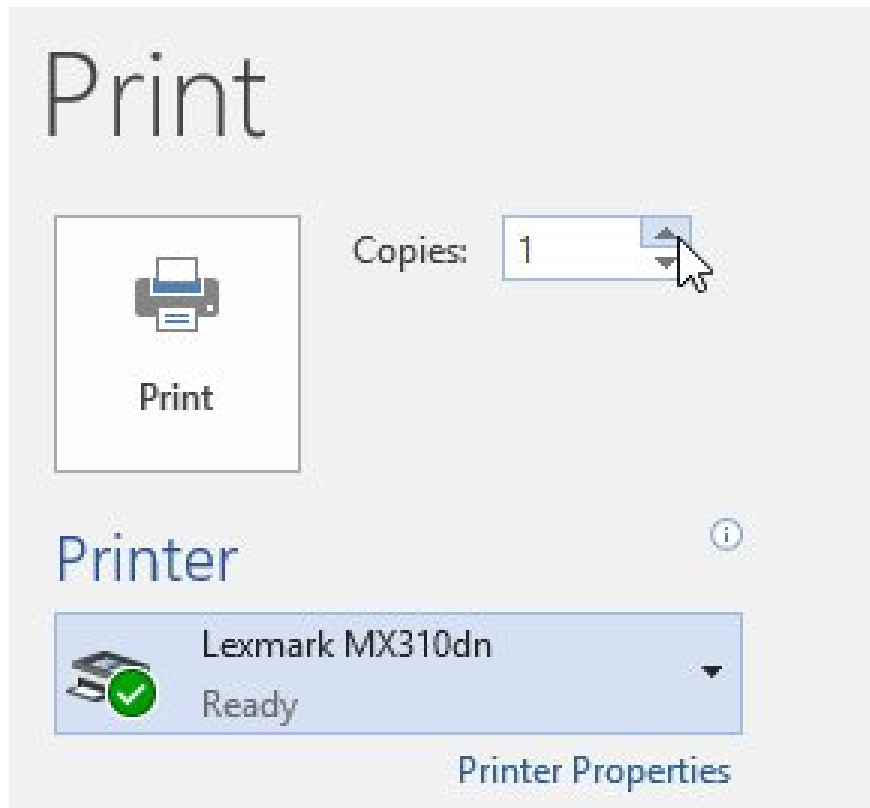 Print
Copies: 1
Print
Printer
Lexmark MX310dn
Ready
Printer Properties